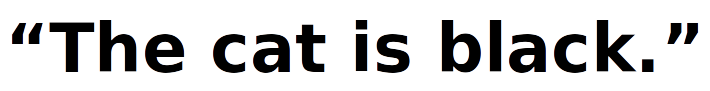 “The cat is black.”